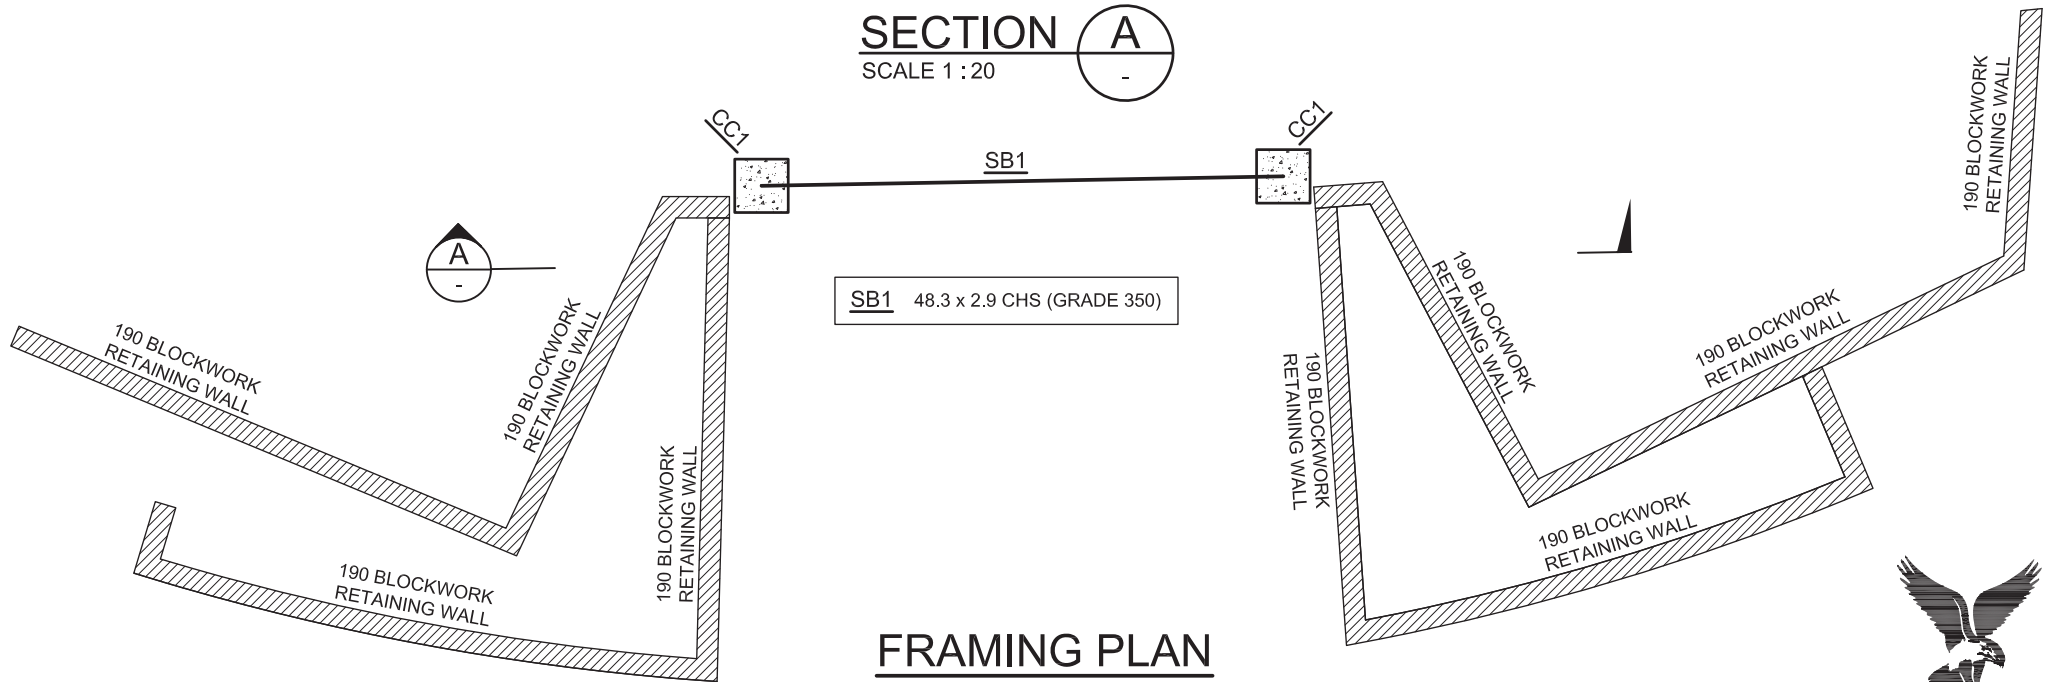 SECTION A
SCALE 1 : 20
-
CC1
CC1
SB1
190 BLOCKWORK
RETAINING WALL
A
-
SB1 48.3 x 2.9 CHS (GRADE 350)
190 BLOCKWORK
RETAINING WALL
190 BLOCKWORK
RETAINING WALL
190 BLOCKWORK
RETAINING WALL
190 BLOCKWORK
RETAINING WALL
190 BLOCKWORK
RETAINING WALL
190 BLOCKWORK
RETAINING WALL
190 BLOCKWORK
RETAINING WALL
190 BLOCKWORK
RETAINING WALL
FRAMING PLAN